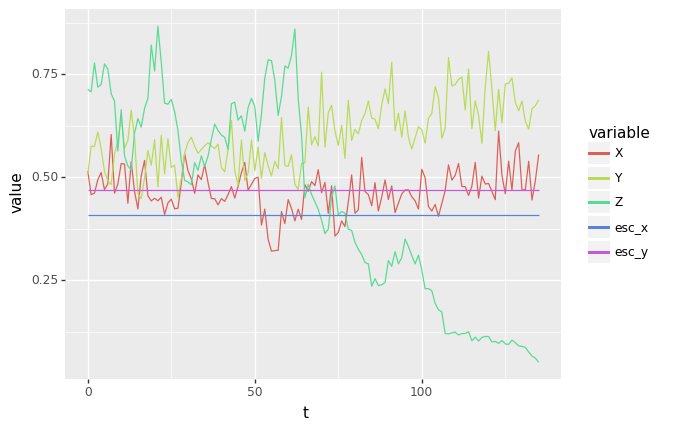 value
0.75
0.50
0.25
0
50
100
t
variable
X
Y
Z
esc_x
esc_y